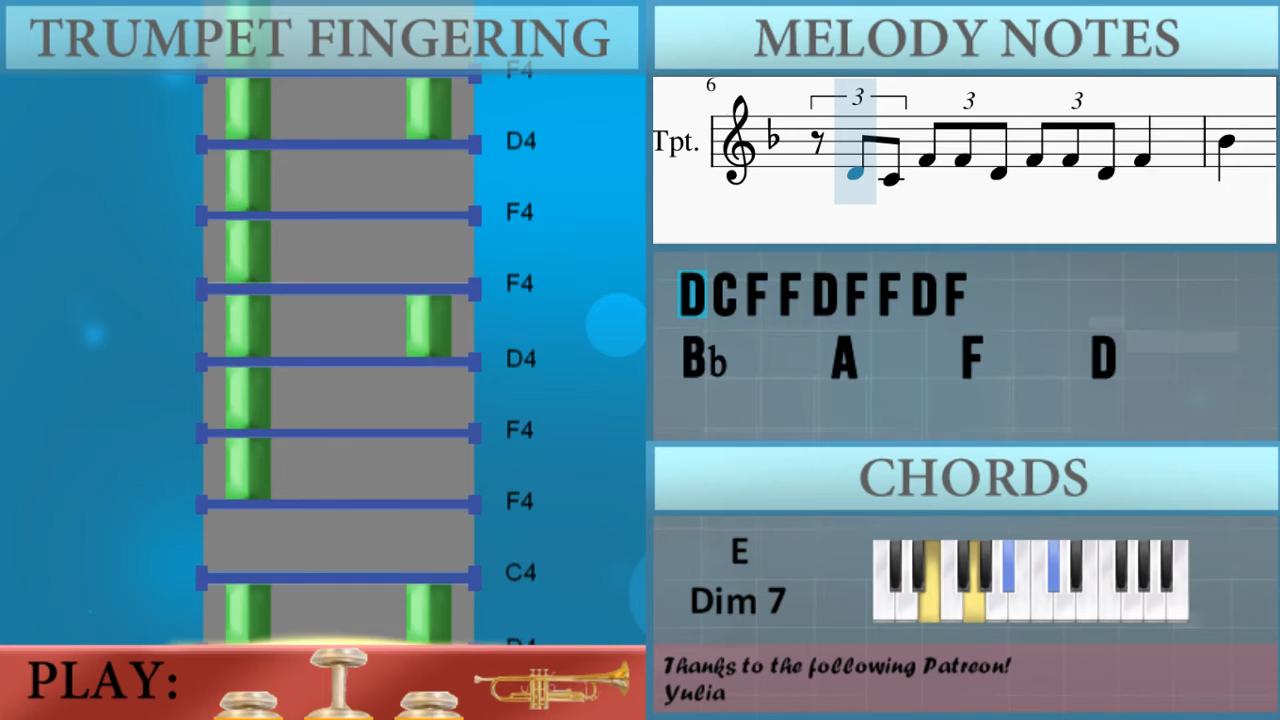 TRUMPET FINGERING
F4
D4
F4
F4
D4
F4
F4
C4
D4
PLAY:
MELODY NOTES
6
3 3 3
Tpt.
DCFFDFFDF
Bb A F D
CHORDS
E
Dim 7
Thanks to the following Patreon!
Yulia